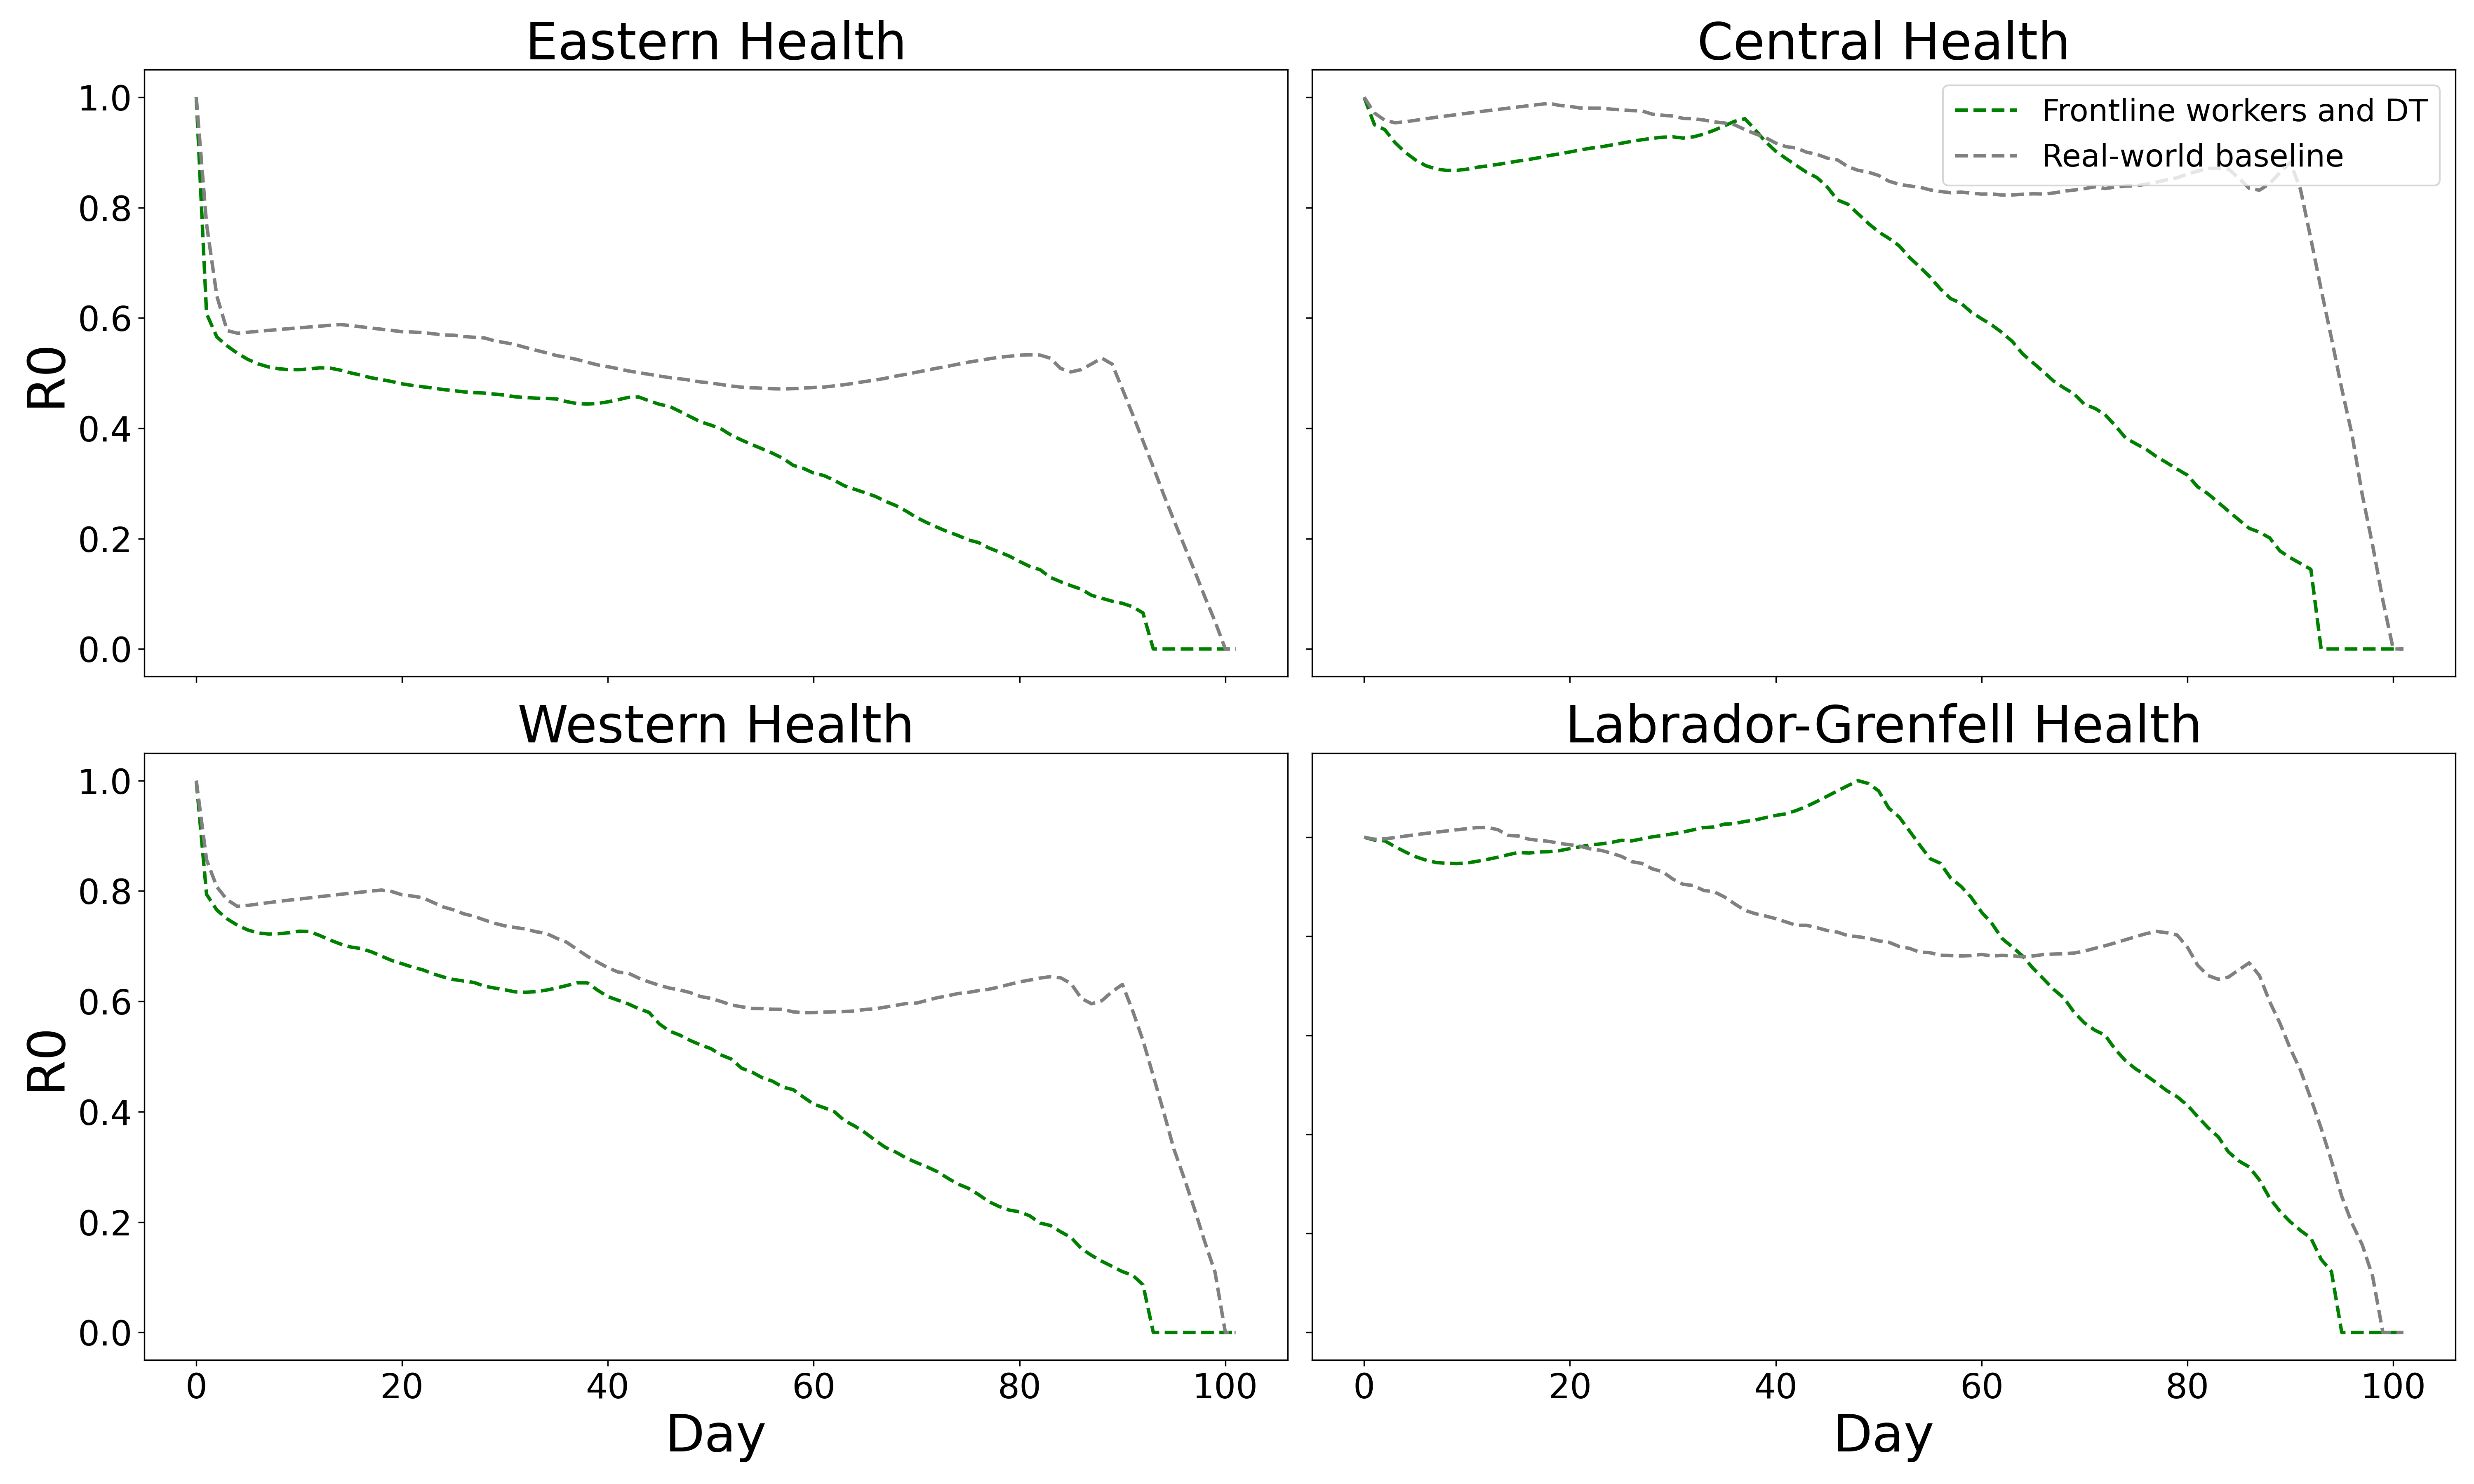 Eastern Health
Central Health
1.0
0.8
0.6
0.4
0.2
0.0
R0
Frontline workers and DT
Real-world baseline
Western Health
Labrador-Grenfell Health
1.0
0.8
0.6
0.4
0.2
0.0
R0
0 20 40 60 80 100
0 20 40 60 80 100
Day
Day